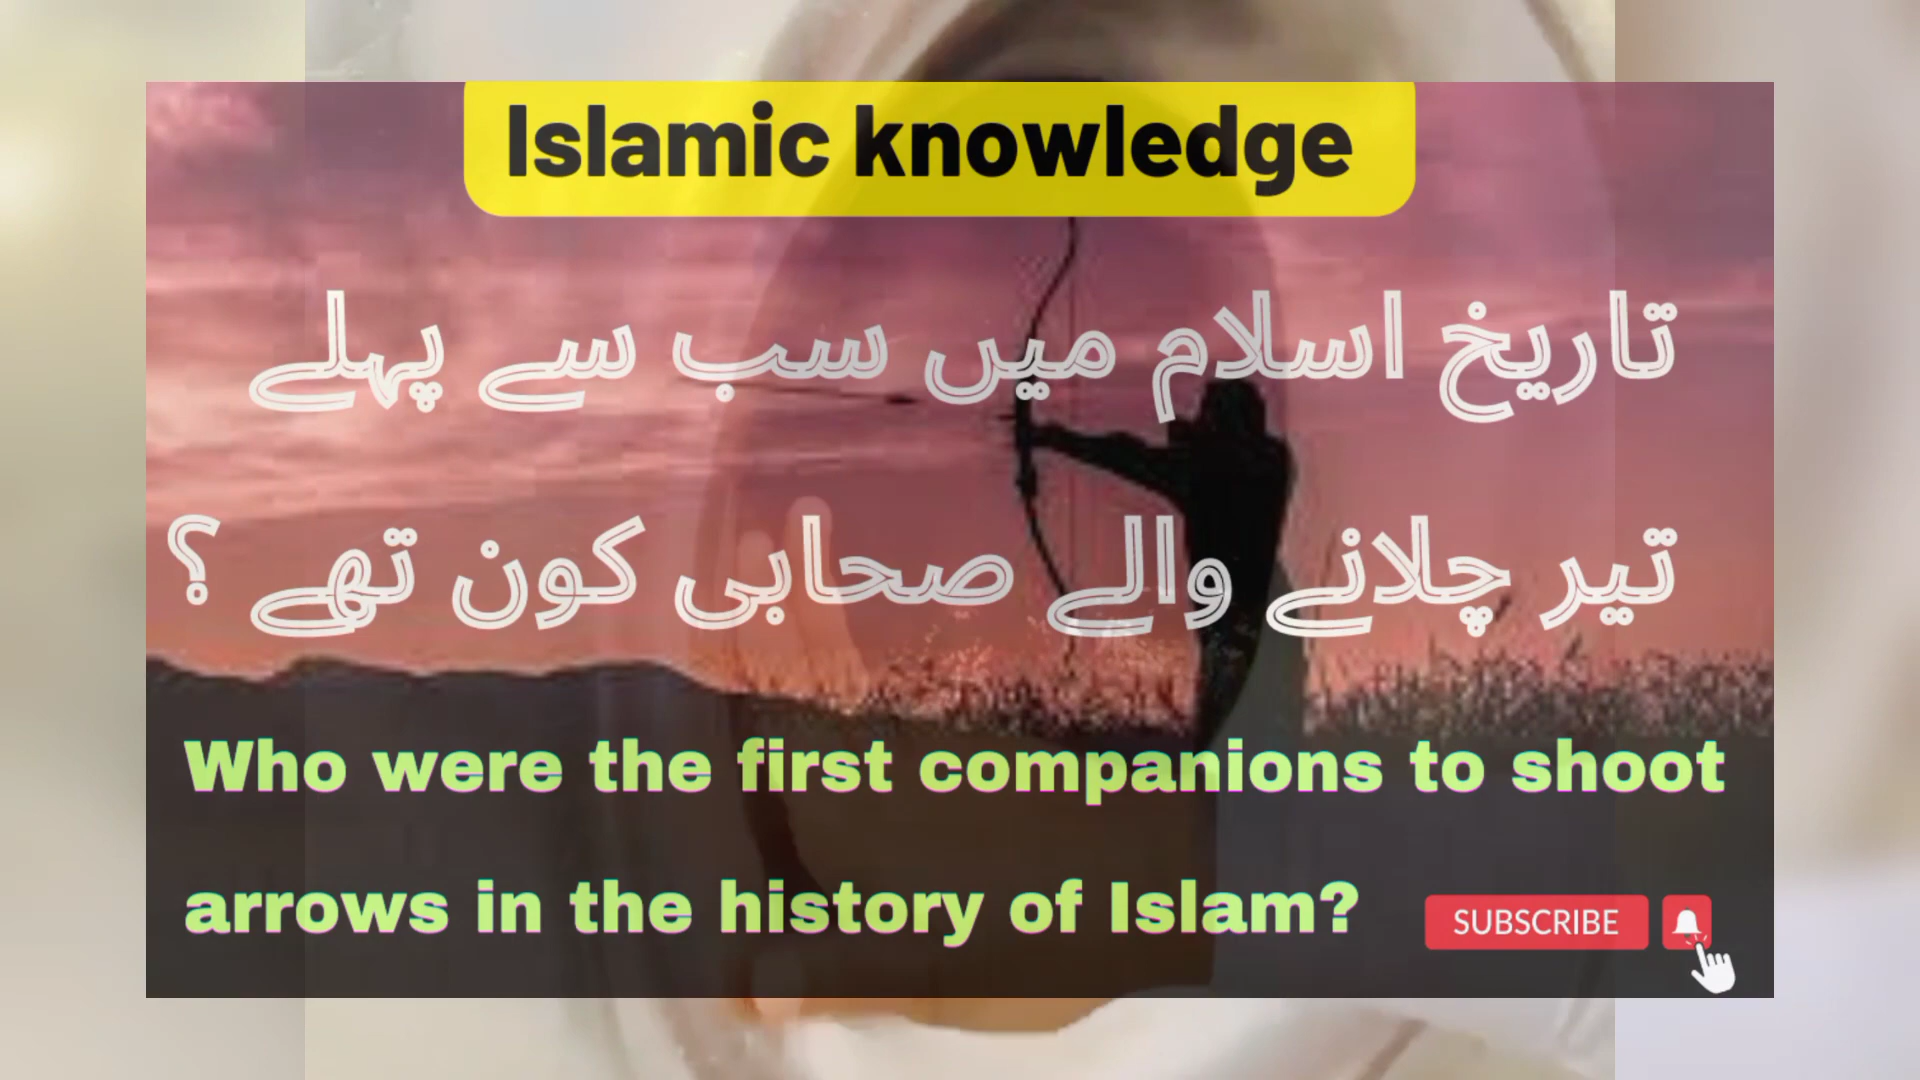 Islamic knowledge
تاریخ اسلام میں سب سے پہلے
تیر چلانے والے صحابی کون تھے ؟
Who were the first companions to shoot
arrows in the history of Islam?
SUBSCRIBE